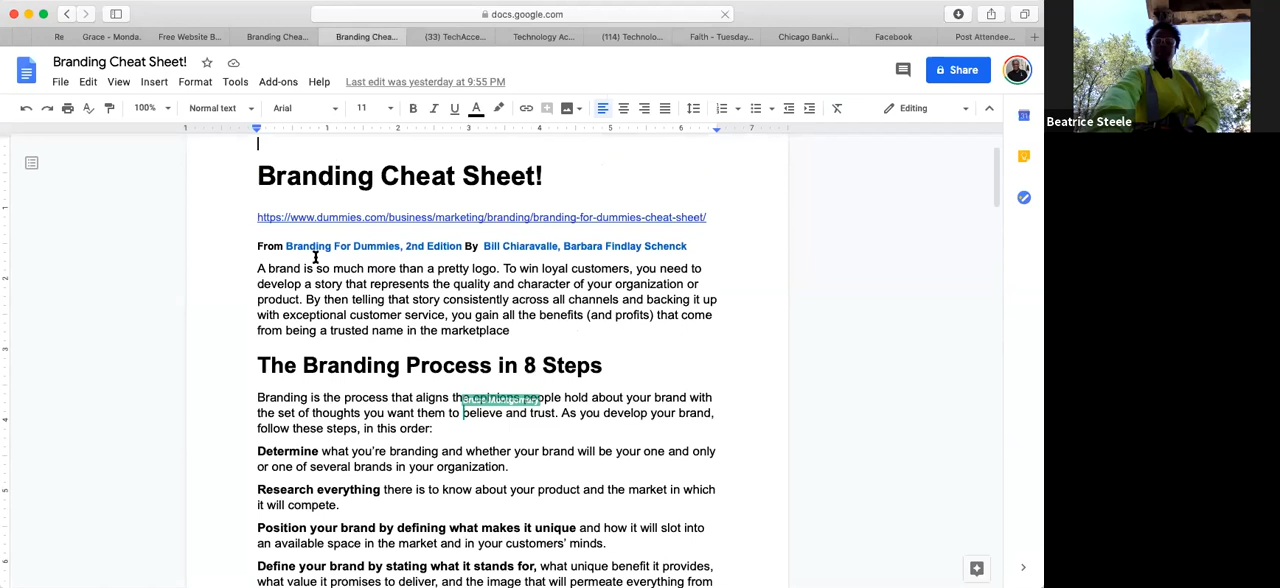 docs.google.com
Re
Grace - Monda.
Free Website B...
Branding Chea...
Branding Chea...
(33) TechAcce...
Technology Ac...
(114) Technolo...
Faith - Tuesday...
Chicago Banki...
Facebook
Post Attendee...
Branding Cheat Sheet!
File Edit View Insert Format Tools Add-ons Help Last edit was yesterday at 9:55 PM
Share
100% Normal text Arial 11 B I U A Editing
1 1 2 3 4 5 6 7
Beatrice Steele
Branding Cheat Sheet!
https://www.dummies.com/business/marketing/branding/branding-for-dummies-cheat-sheet/
From Branding For Dummies, 2nd Edition By Bill Chiaravalle, Barbara Findlay Schenck
A brand is so much more than a pretty logo. To win loyal customers, you need to
develop a story that represents the quality and character of your organization or
product. By then telling that story consistently across all channels and backing it up
with exceptional customer service, you gain all the benefits (and profits) that come
from being a trusted name in the marketplace
The Branding Process in 8 Steps
Branding is the process that aligns the opinions people hold about your brand with
the set of thoughts you want them to believe and trust. As you develop your brand,
follow these steps, in this order:
Determine what you're branding and whether your brand will be your one and only
or one of several brands in your organization.
Research everything there is to know about your product and the market in which
it will compete.
Position your brand by defining what makes it unique and how it will slot into
an available space in the market and in your customers' minds.
Define your brand by stating what it stands for, what unique benefit it provides,
what value it promises to deliver, and the image that will permeate everything from